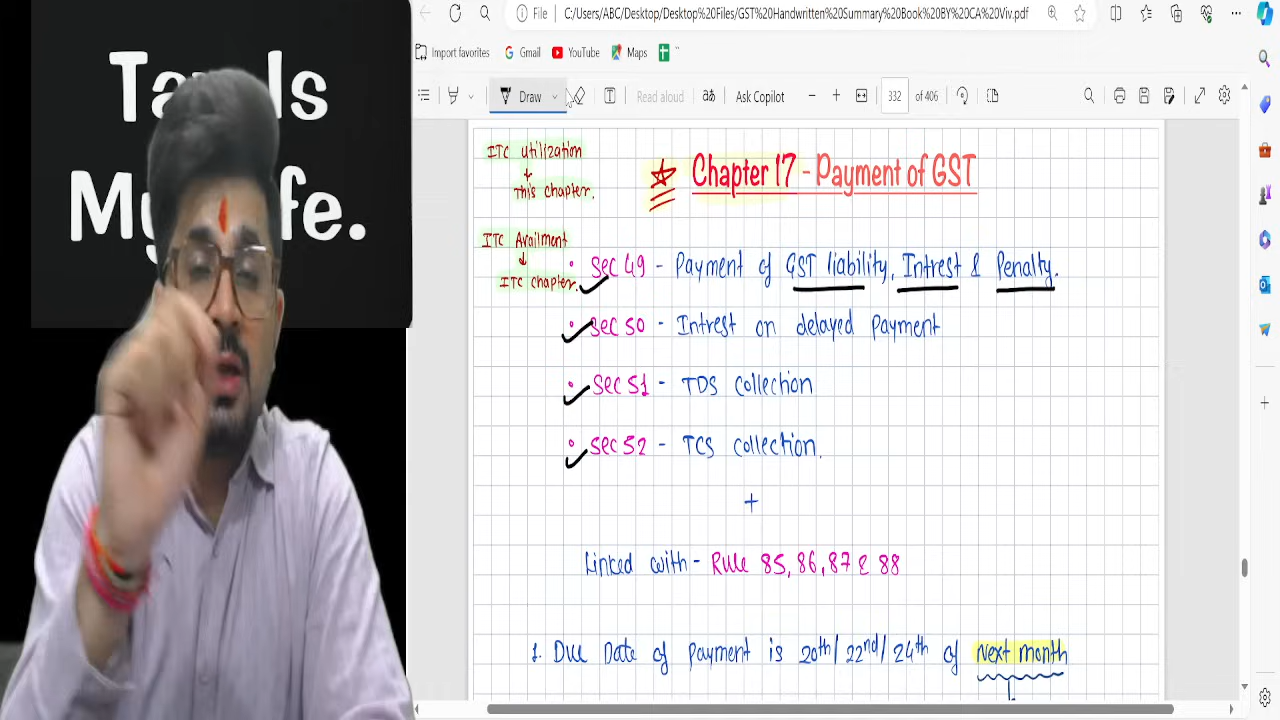 Tax Is
My Life.
File
C:/Users/ABC/Desktop/Desktop%20Files/GST%20Handwritten%20Summary%20Book%20BY%20CA%20Viv.pdf
Import favorites
Gmail
YouTube
Maps
Draw
Read aloud
Ask Copilot
332 of 406
ITC utilization
↓
This chapter.
Chapter 17 - Payment of GST
ITC Availment
↓
ITC chapter.
• Sec 49 - Payment of GST liability, Intrest & Penalty.
• Sec 50 - Intrest on delayed payment
• Sec 51 - TDS collection
• Sec 52 - TCS collection.
+
Linked with - Rule 85, 86, 87 & 88
1. Due Date of payment is 20th/22nd/24th of next month